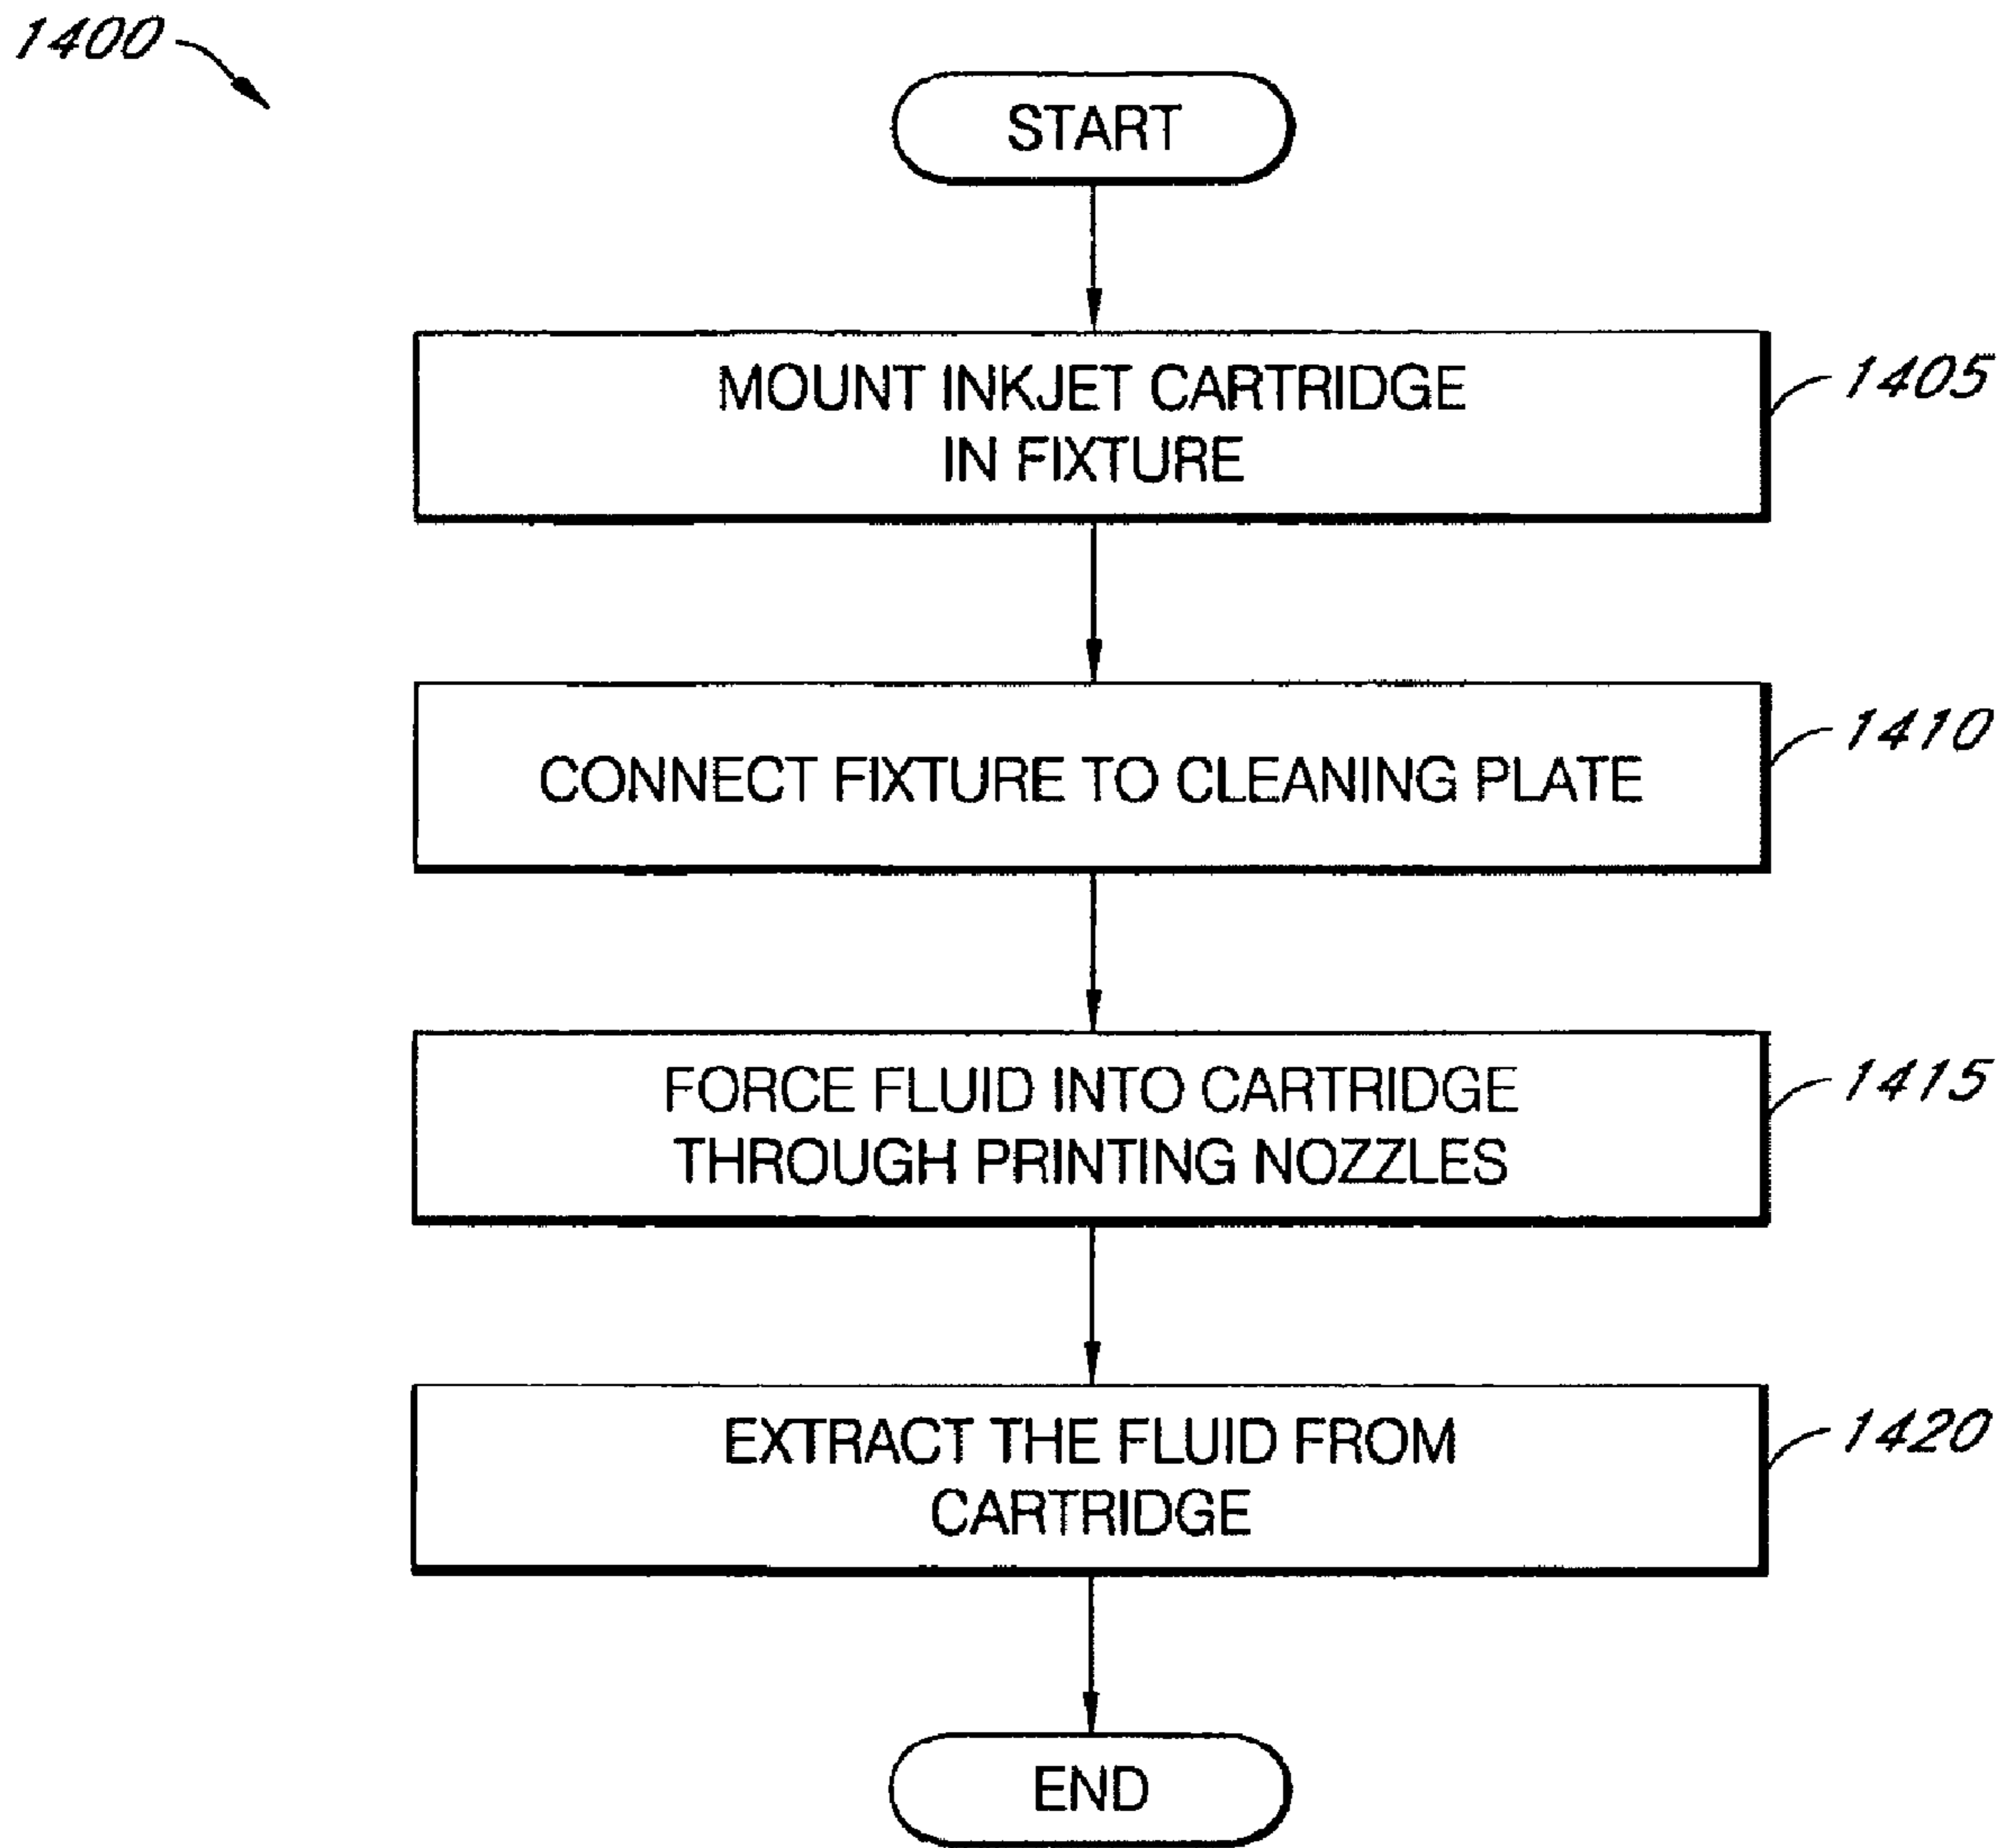 1400
START
MOUNT INKJET CARTRIDGE
IN FIXTURE
1405
CONNECT FIXTURE TO CLEANING PLATE
1410
FORCE FLUID INTO CARTRIDGE
THROUGH PRINTING NOZZLES
1415
EXTRACT THE FLUID FROM
CARTRIDGE
1420
END